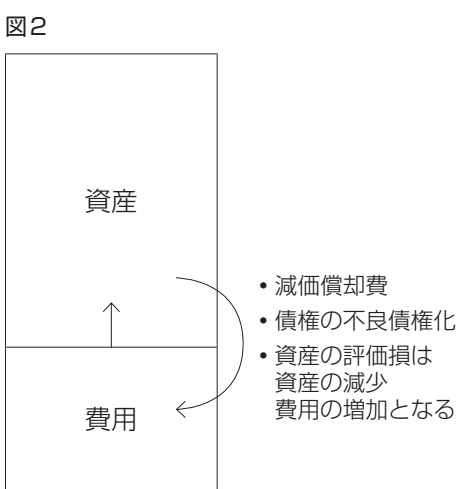 図2
資産
• 減価償却費
• 債権の不良債権化
• 資産の評価損は
資産の減少
費用の増加となる
費用